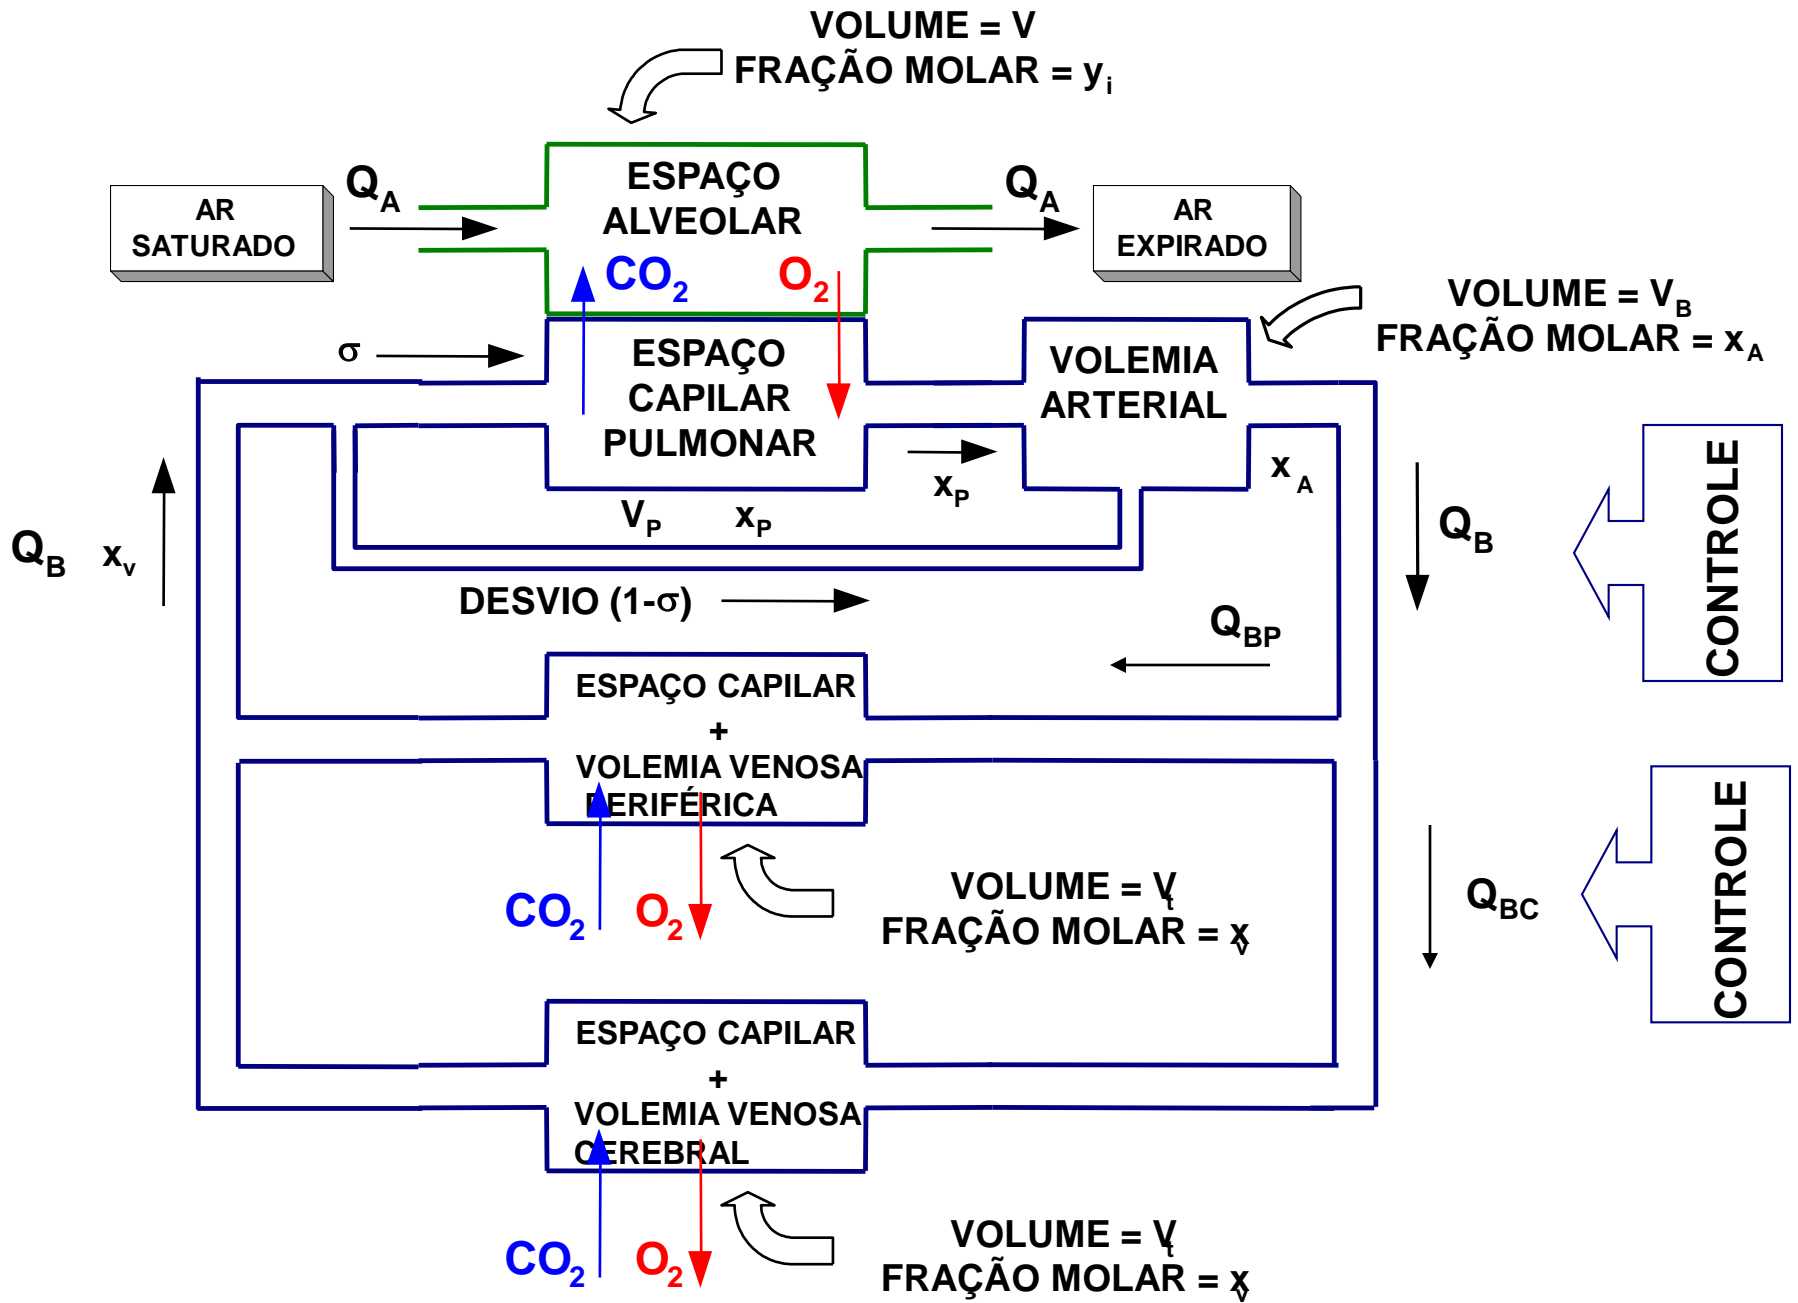 VOLUME = V
FRAÇÃO MOLAR = yi
AR
SATURADO
QA
ESPAÇO
ALVEOLAR
QA
AR
EXPIRADO
CO2
O2
VOLUME = VB
FRAÇÃO MOLAR = xA
σ
ESPAÇO
CAPILAR
PULMONAR
VOLEMIA
ARTERIAL
xP
xA
VP xP
QB xv
QB
CONTROLE
DESVIO (1-σ)
QBP
ESPAÇO CAPILAR
+
VOLEMIA VENOSA
PERIFÉRICA
CO2 O2
VOLUME = Vt
FRAÇÃO MOLAR = xv
QBC
CONTROLE
ESPAÇO CAPILAR
+
VOLEMIA VENOSA
CEREBRAL
CO2 O2
VOLUME = Vt
FRAÇÃO MOLAR = xv